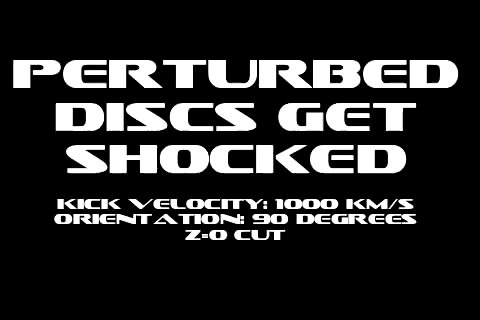 PERTURBED
DISCS GET
SHOCKED
KICK VELOCITY: 1000 KM/S
ORIENTATION: 90 DEGREES
Z=0 CUT